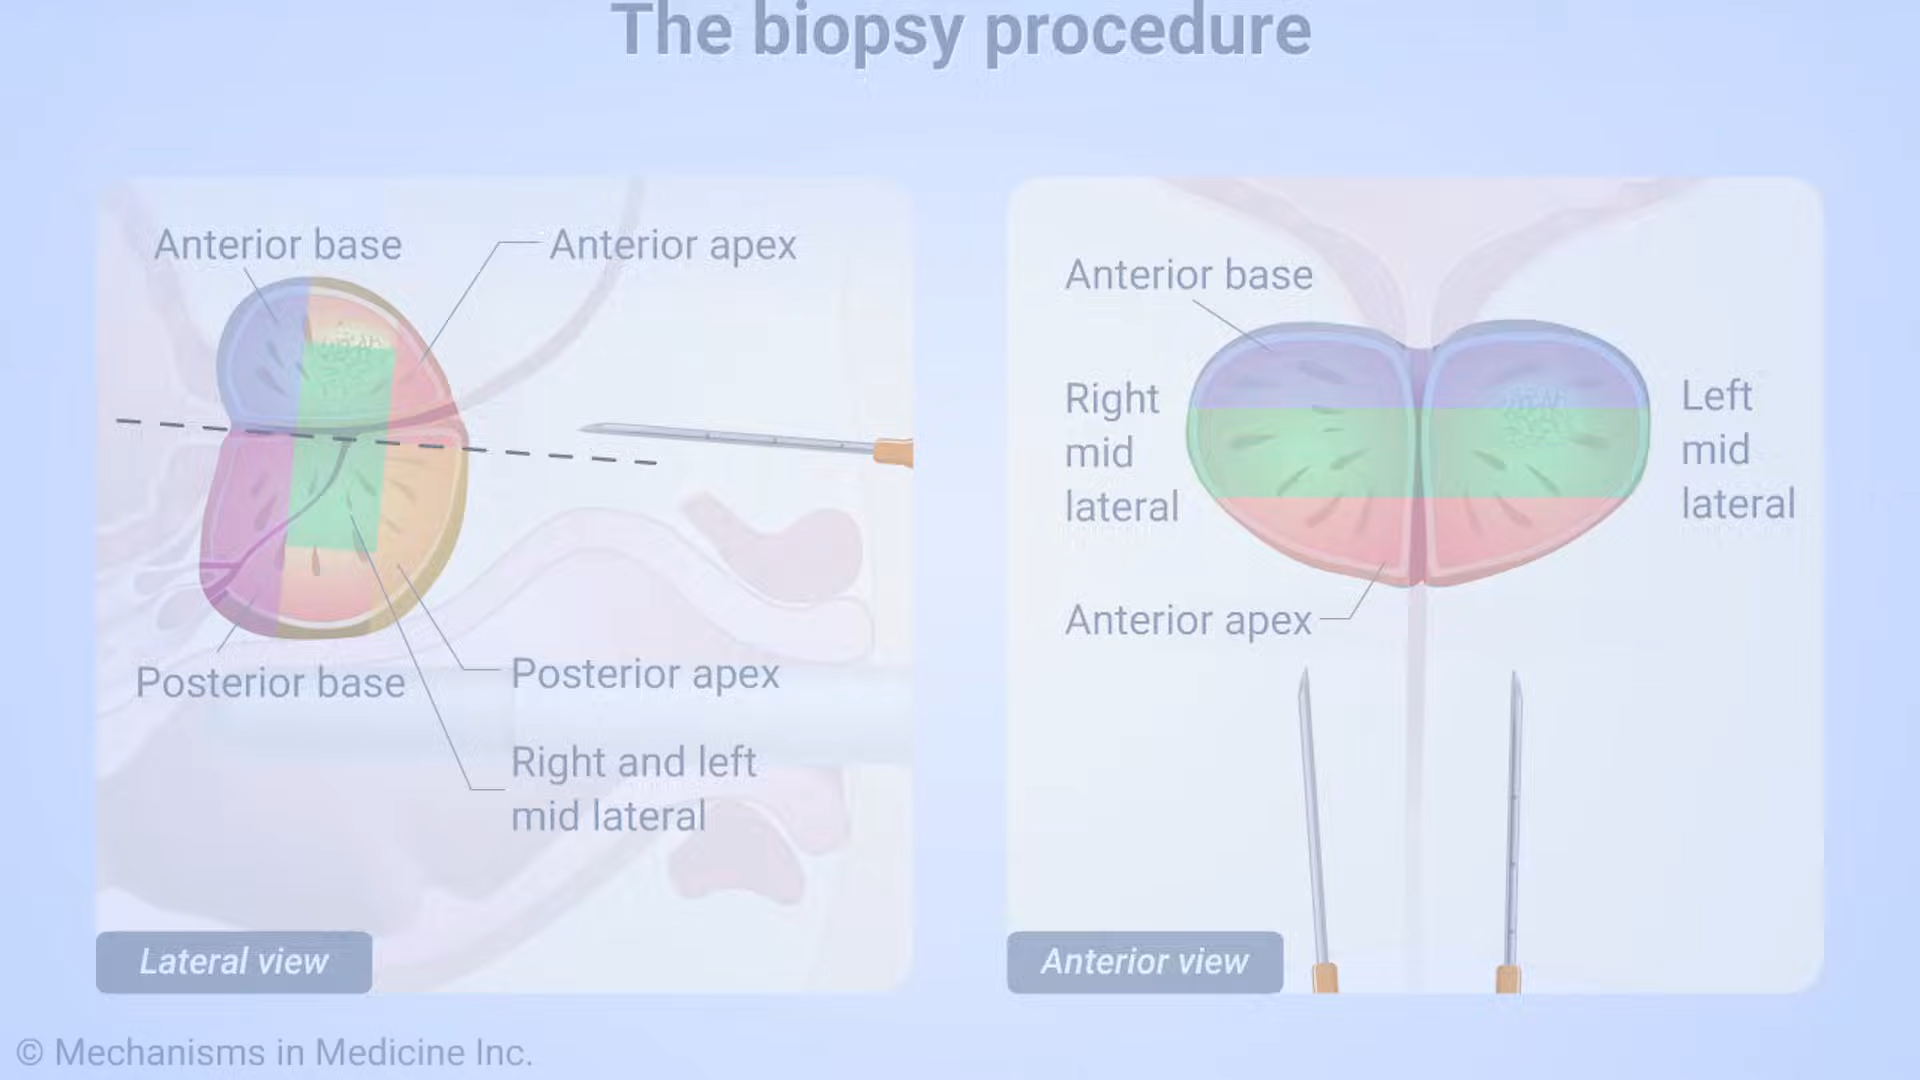 The biopsy procedure
Anterior base
Anterior apex
Posterior base
Posterior apex
Right and left
mid lateral
Lateral view
Anterior base
Right
mid
lateral
Left
mid
lateral
Anterior apex
Anterior view
© Mechanisms in Medicine Inc.